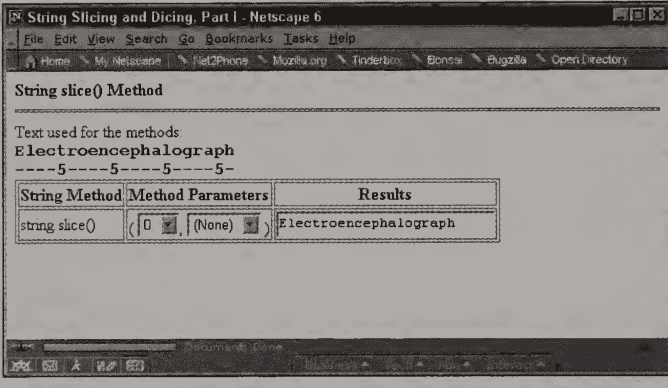 String Slicing and Dicing, Part I - Netscape 6
File Edit View Search Go Bookmarks Tasks Help
Home My Netscape Net2Phone Mozilla.org Tinderbox Bonsai Bugzilla Open Directory
String slice() Method
Text used for the methods:
Electroencephalograph
----5----5----5----5-
String Method Method Parameters Results
string slice() ( 0 , (None) ) Electroencephalograph
Document: Done